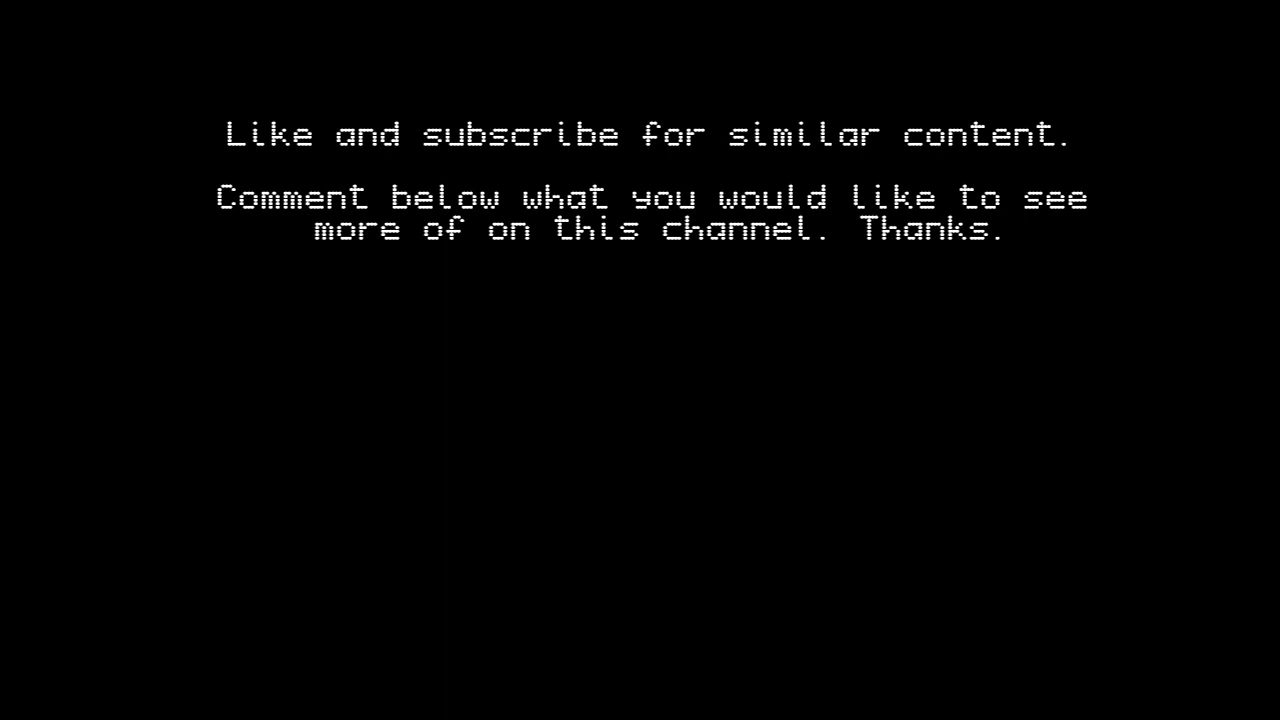 Like and subscribe for similar content.
Comment below what you would like to see
more of on this channel. Thanks.